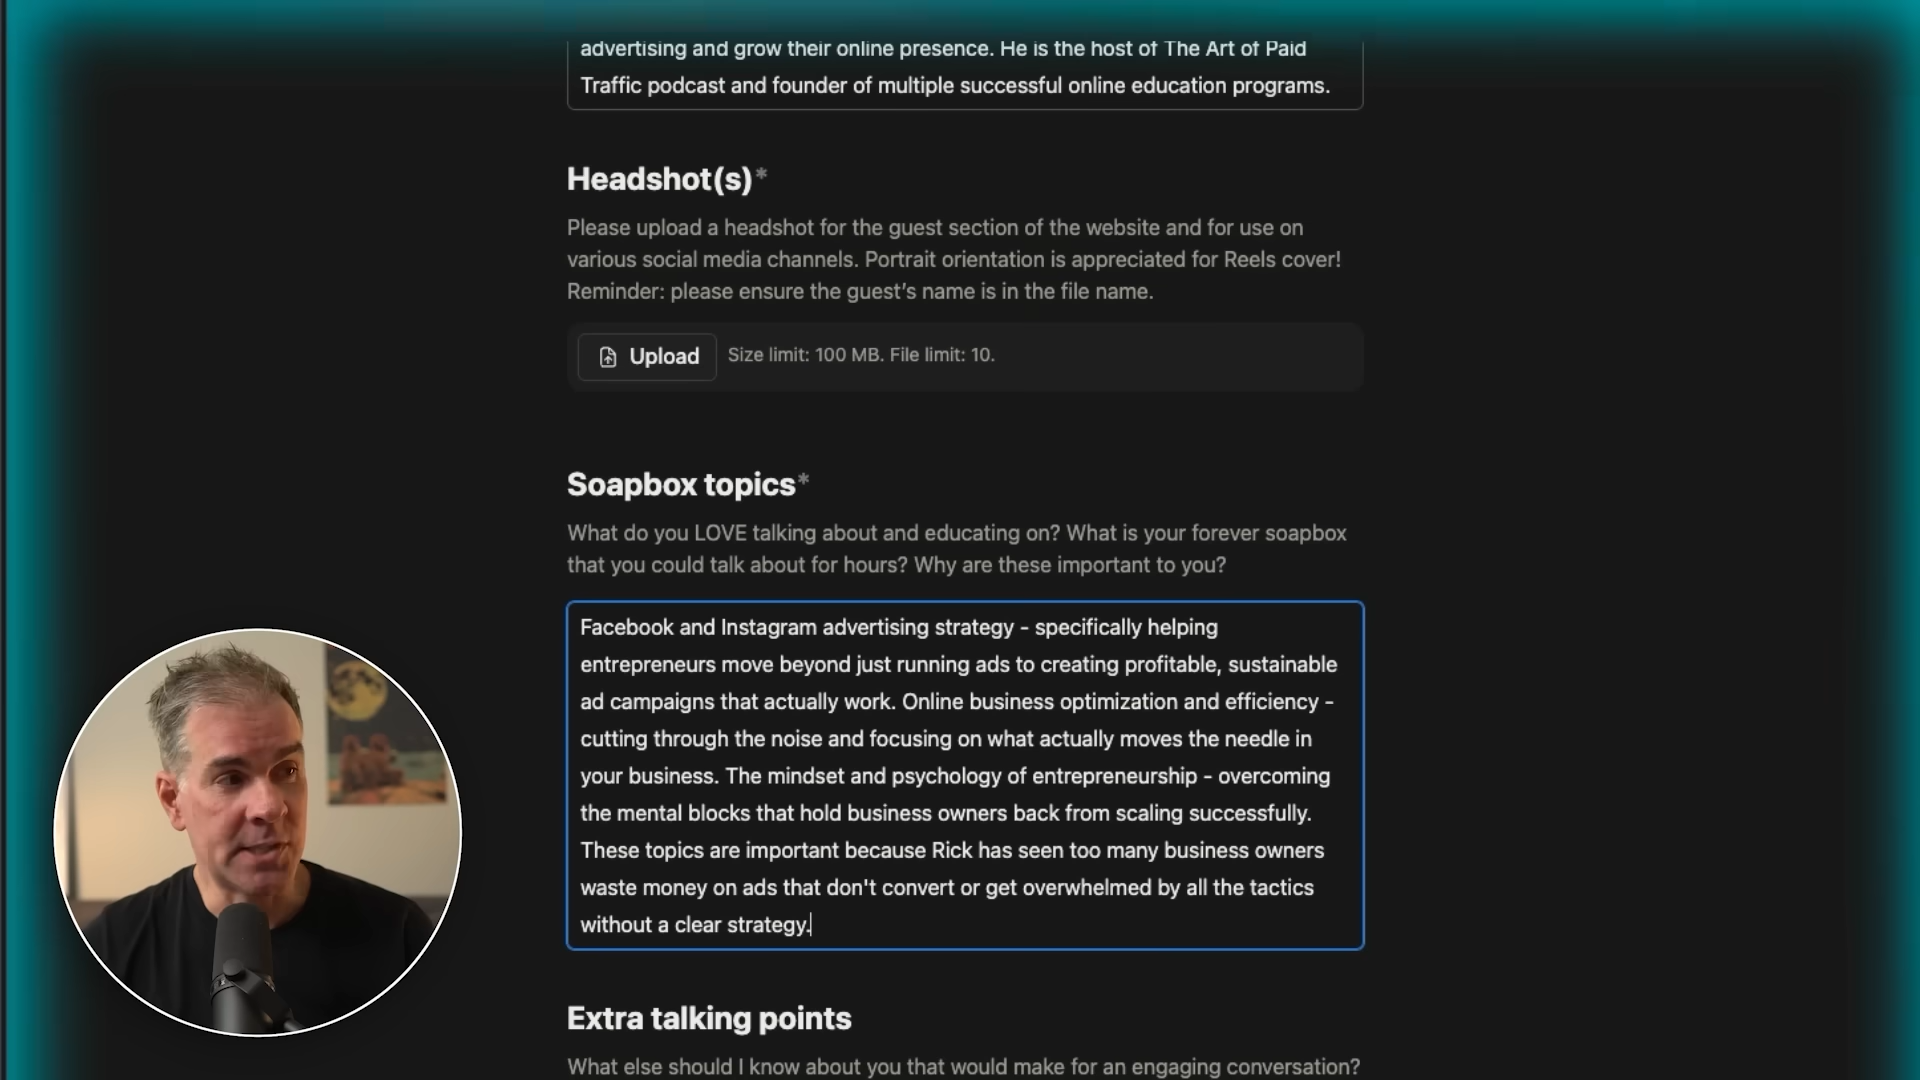 advertising and grow their online presence. He is the host of The Art of Paid
Traffic podcast and founder of multiple successful online education programs.
Headshot(s)*
Please upload a headshot for the guest section of the website and for use on
various social media channels. Portrait orientation is appreciated for Reels cover!
Reminder: please ensure the guest’s name is in the file name.
Upload Size limit: 100 MB. File limit: 10.
Soapbox topics*
What do you LOVE talking about and educating on? What is your forever soapbox
that you could talk about for hours? Why are these important to you?
Facebook and Instagram advertising strategy - specifically helping
entrepreneurs move beyond just running ads to creating profitable, sustainable
ad campaigns that actually work. Online business optimization and efficiency -
cutting through the noise and focusing on what actually moves the needle in
your business. The mindset and psychology of entrepreneurship - overcoming
the mental blocks that hold business owners back from scaling successfully.
These topics are important because Rick has seen too many business owners
waste money on ads that don't convert or get overwhelmed by all the tactics
without a clear strategy.
Extra talking points
What else should I know about you that would make for an engaging conversation?